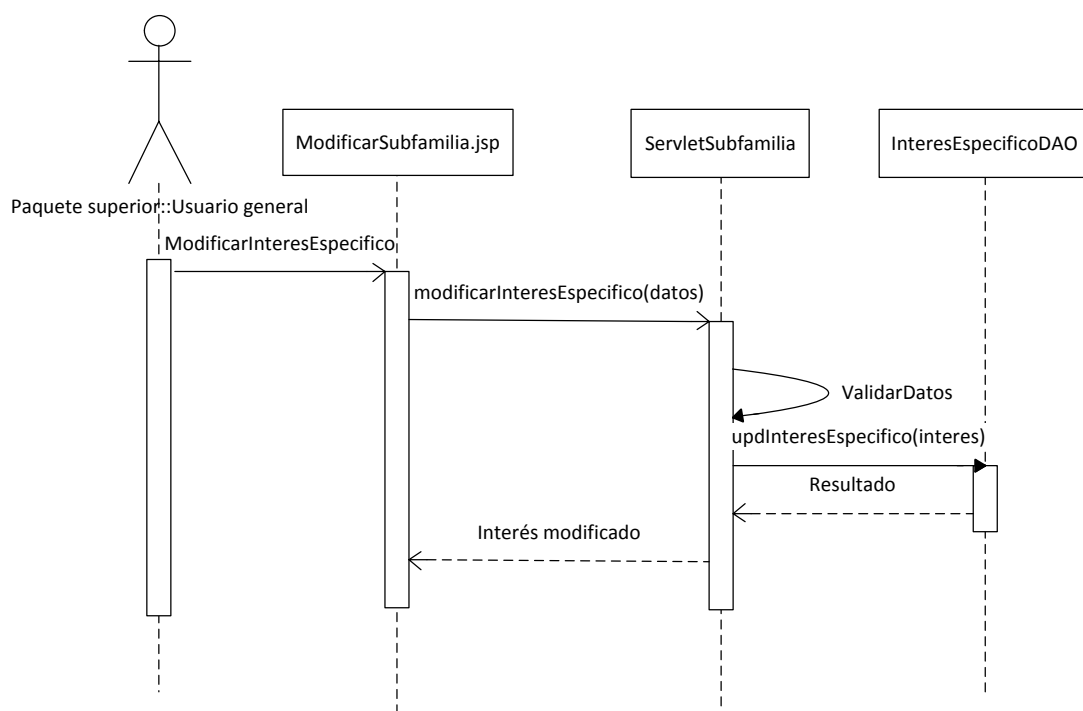 ModificarSubfamilia.jsp
ServletSubfamilia
InteresEspecificoDAO
Paquete superior::Usuario general
ModificarInteresEspecifico
modificarInteresEspecifico(datos)
ValidarDatos
updInteresEspecifico(interes)
Resultado
Interés modificado